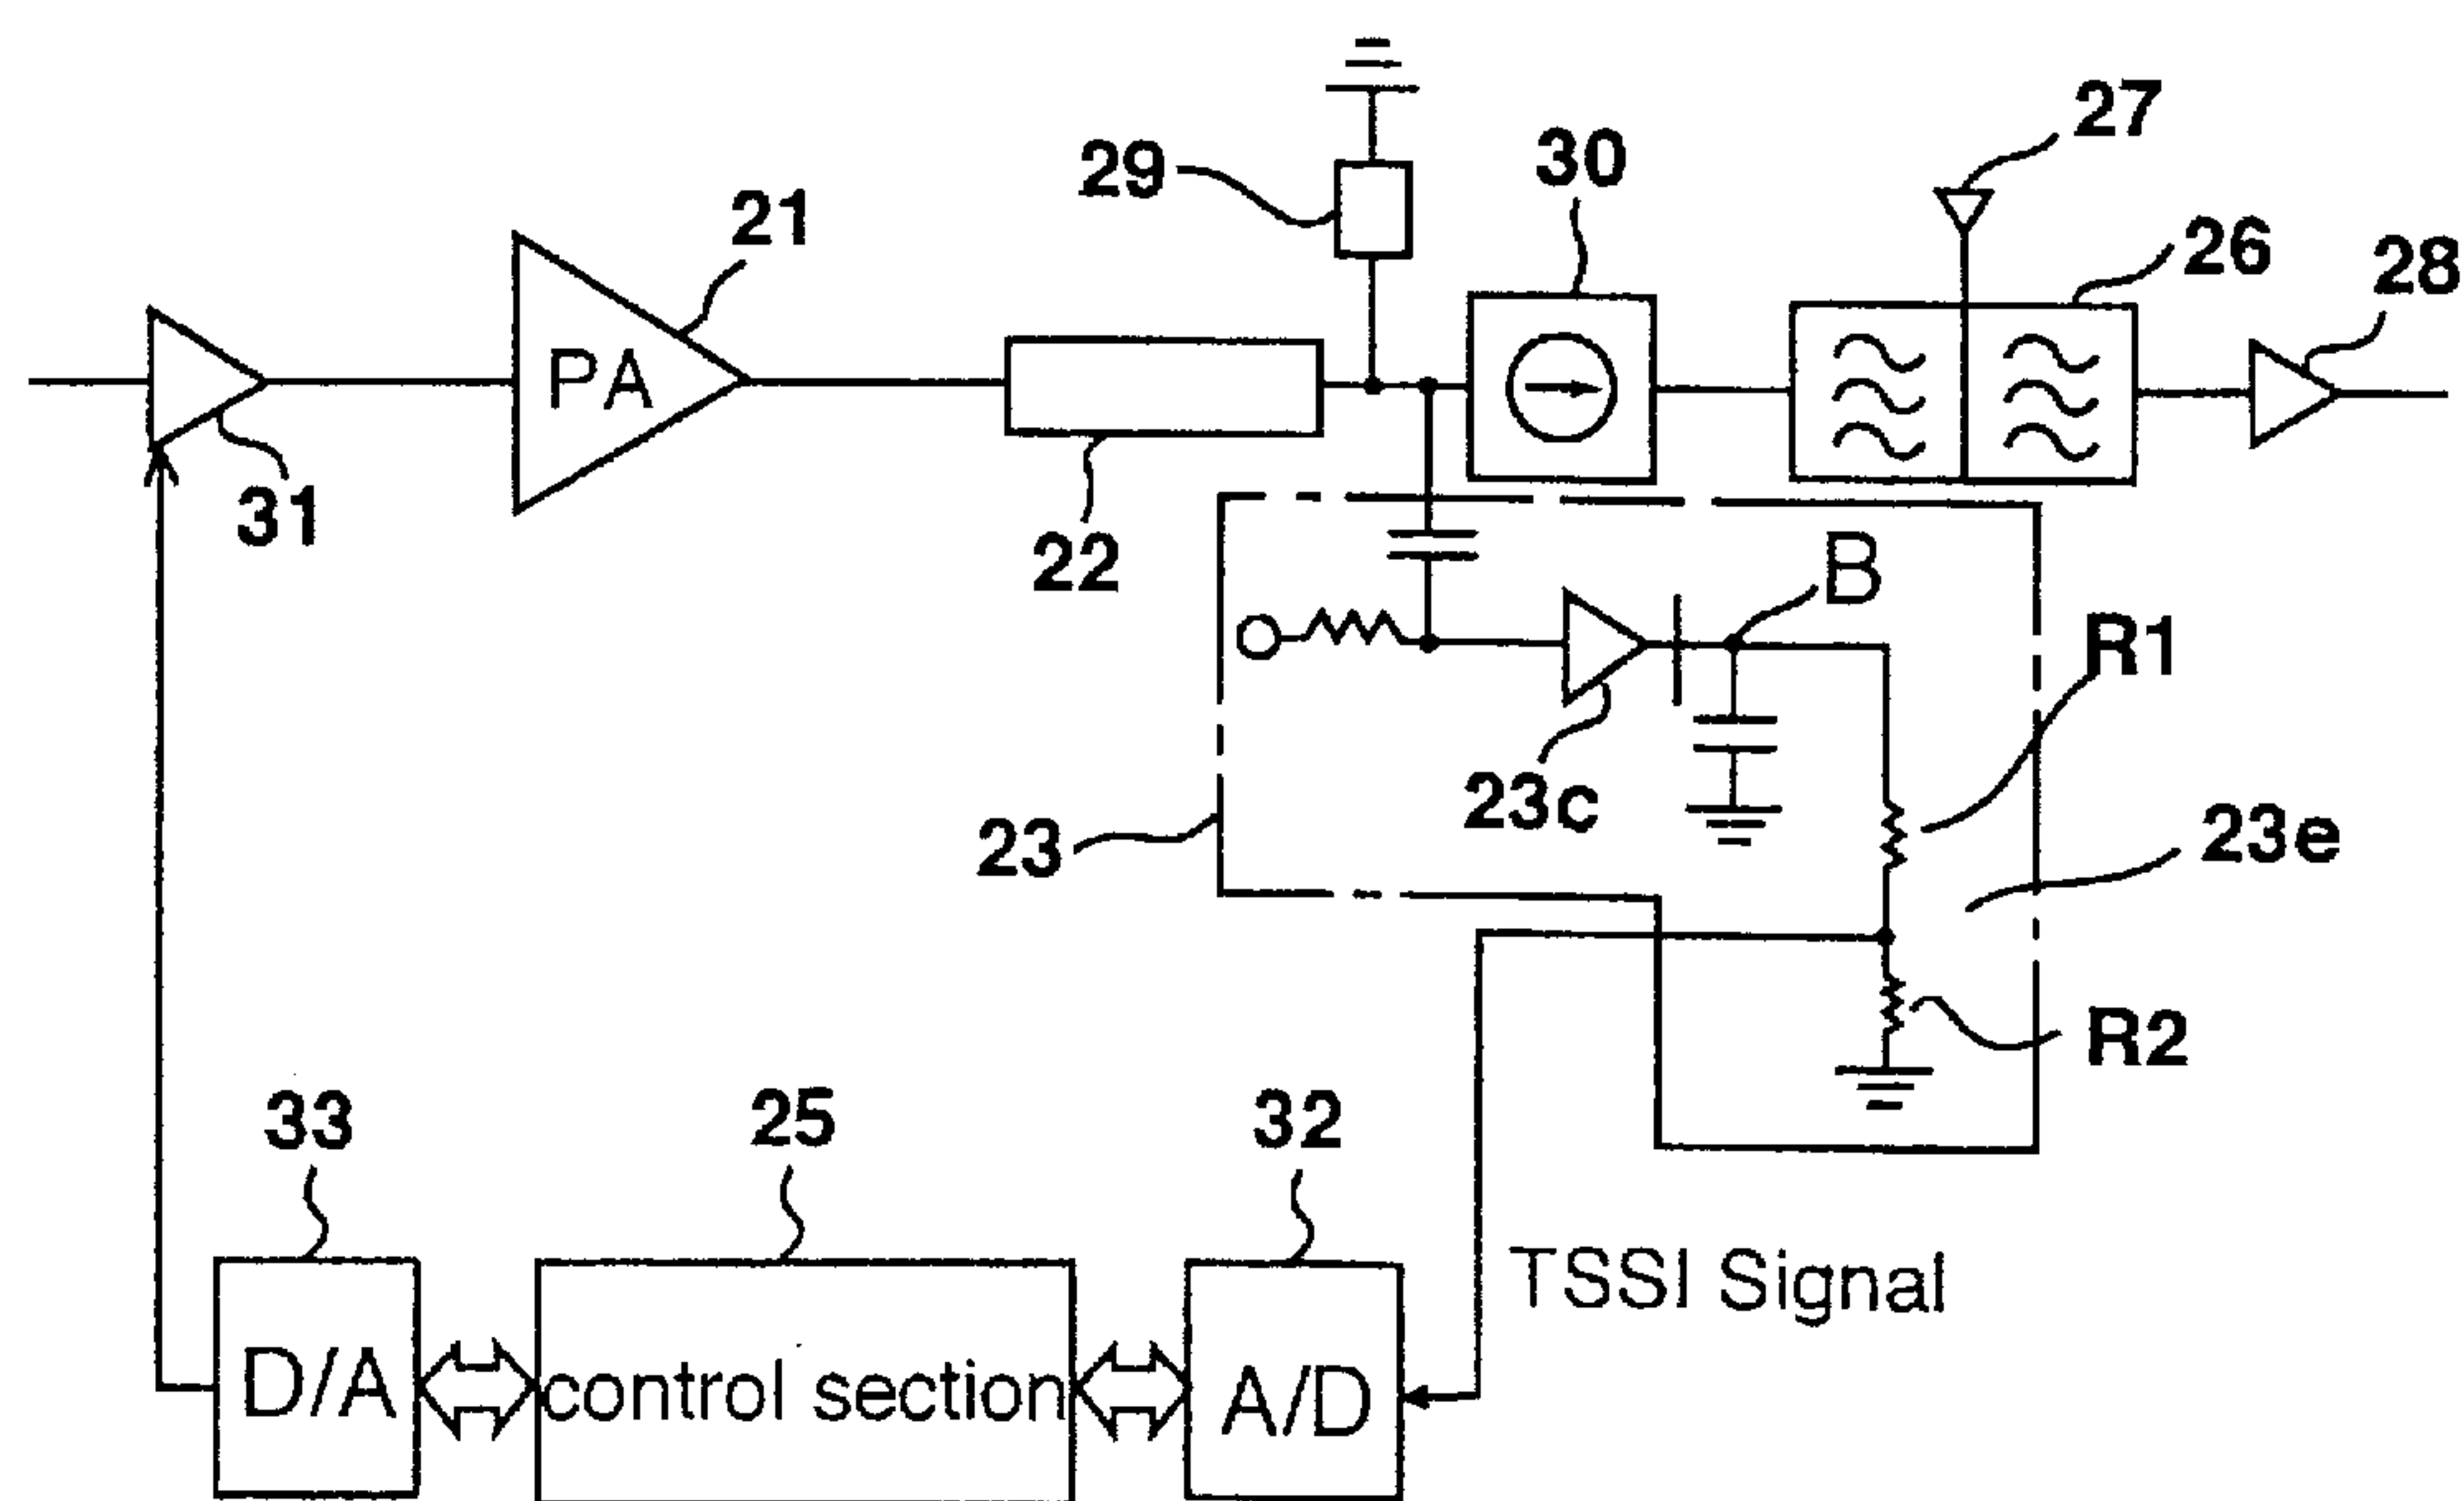 27
29
30
21
26
28
PA
31
22
B
R1
23c
23
23e
R2
33
25
32
TSSI Signal
D/A
control section
A/D